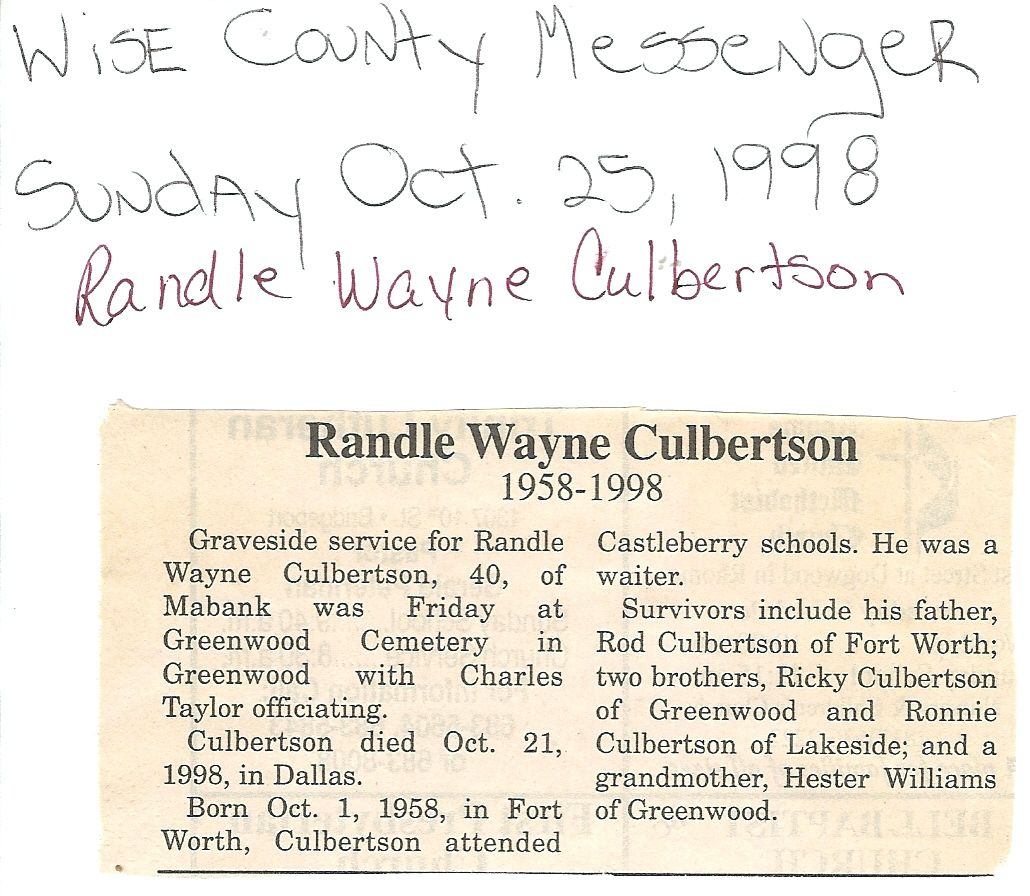 Wise County Messenger
Sunday Oct. 25, 1998
Randle Wayne Culbertson
Randle Wayne Culbertson
1958-1998
Graveside service for Randle
Wayne Culbertson, 40, of
Mabank was Friday at
Greenwood Cemetery in
Greenwood with Charles
Taylor officiating.
Culbertson died Oct. 21,
1998, in Dallas.
Born Oct. 1, 1958, in Fort
Worth, Culbertson attended
Castleberry schools. He was a
waiter.
Survivors include his father,
Rod Culbertson of Fort Worth;
two brothers, Ricky Culbertson
of Greenwood and Ronnie
Culbertson of Lakeside; and a
grandmother, Hester Williams
of Greenwood.